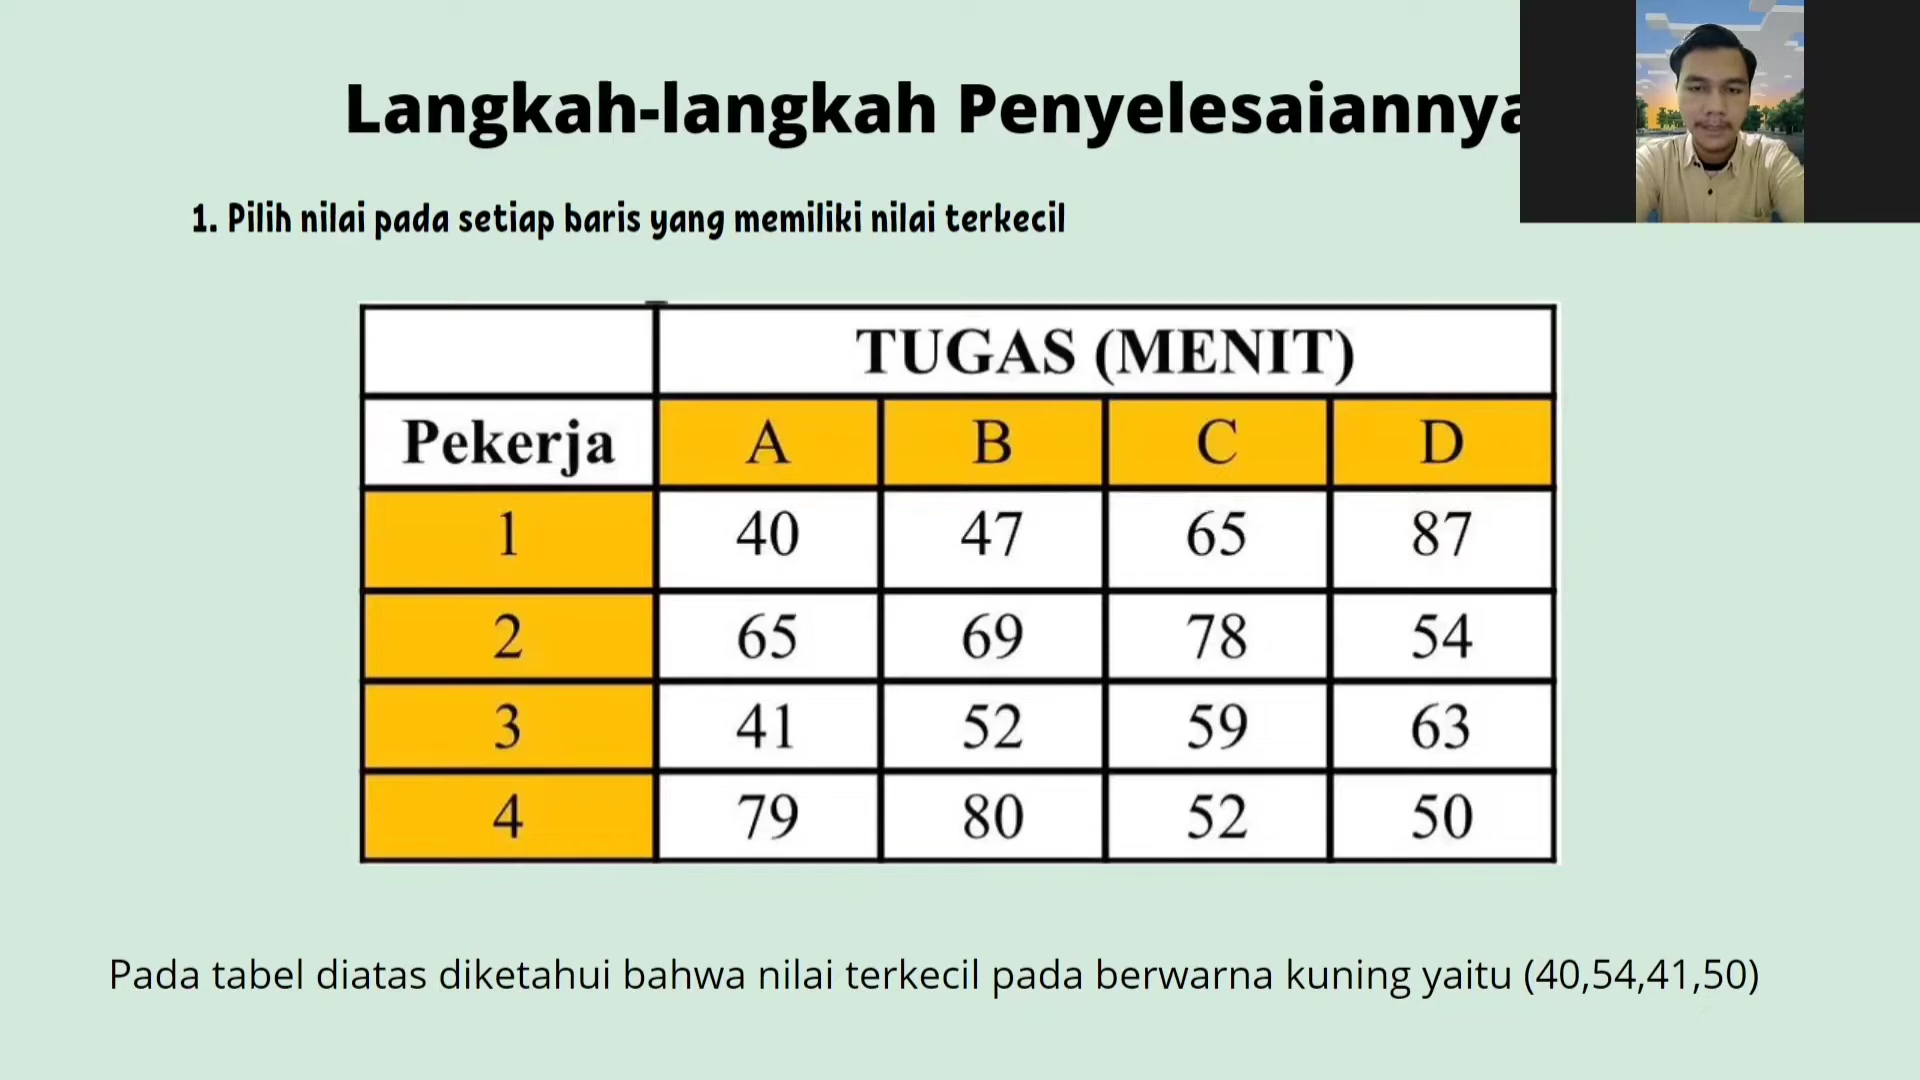 Langkah-langkah Penyelesaiannya
1. Pilih nilai pada setiap baris yang memiliki nilai terkecil
TUGAS (MENIT)
Pekerja A B C D
1 40 47 65 87
2 65 69 78 54
3 41 52 59 63
4 79 80 52 50
Pada tabel diatas diketahui bahwa nilai terkecil pada berwarna kuning yaitu (40,54,41,50)